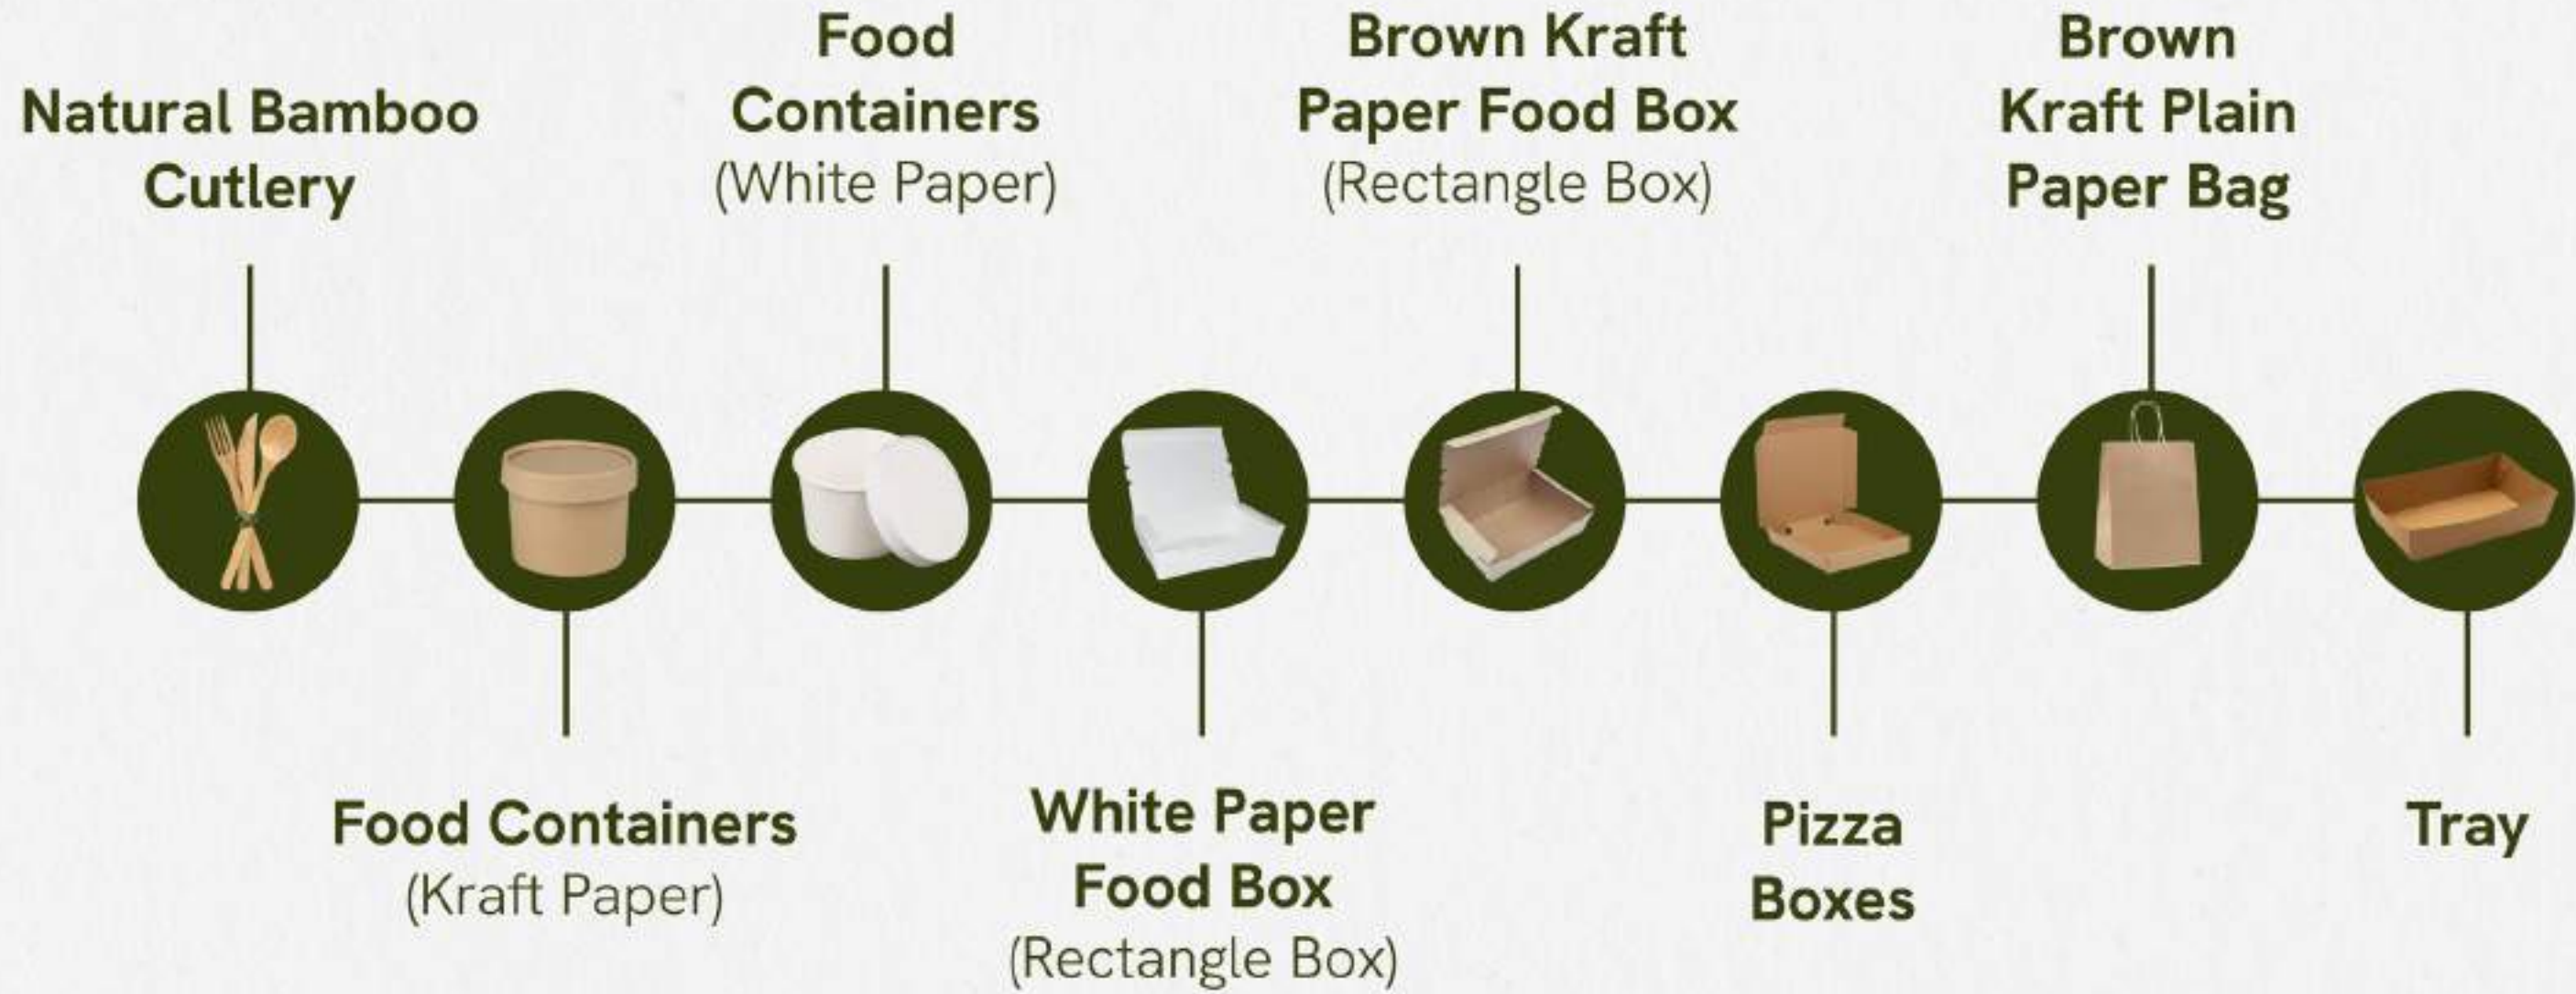 Natural Bamboo
Cutlery
Food Containers
(Kraft Paper)
Food
Containers
(White Paper)
White Paper
Food Box
(Rectangle Box)
Brown Kraft
Paper Food Box
(Rectangle Box)
Pizza
Boxes
Brown
Kraft Plain
Paper Bag
Tray